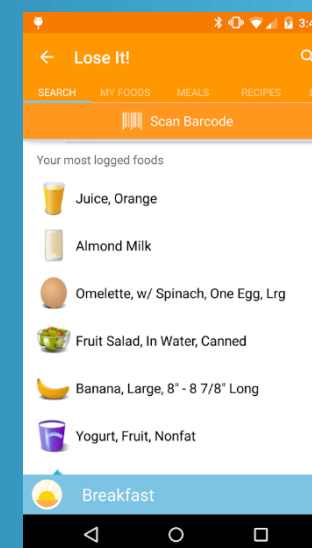 3:4
Lose It!
SEARCH MY FOODS MEALS RECIPES
Scan Barcode
Your most logged foods
Juice, Orange
Almond Milk
Omelette, w/ Spinach, One Egg, Lrg
Fruit Salad, In Water, Canned
Banana, Large, 8" - 8 7/8" Long
Yogurt, Fruit, Nonfat
Breakfast